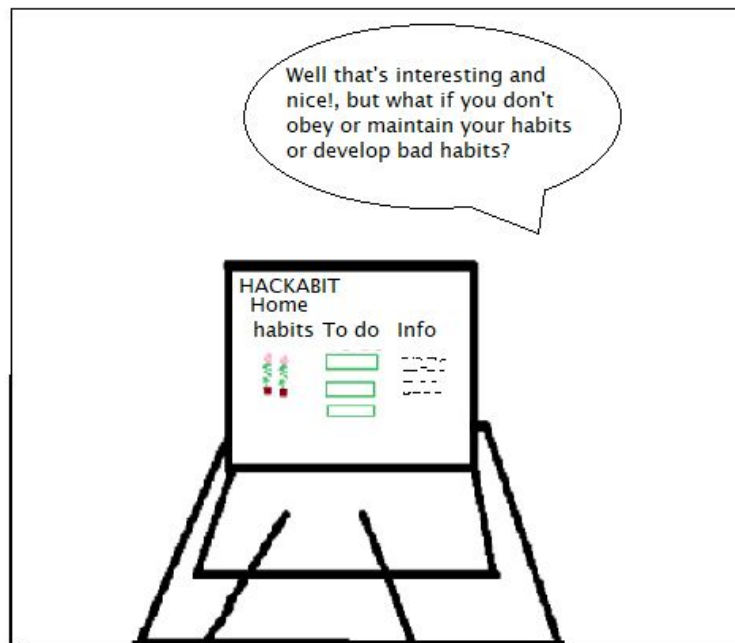 Well that's interesting and
nice!, but what if you don't
obey or maintain your habits
or develop bad habits?
HACKABIT
Home
habits To do Info